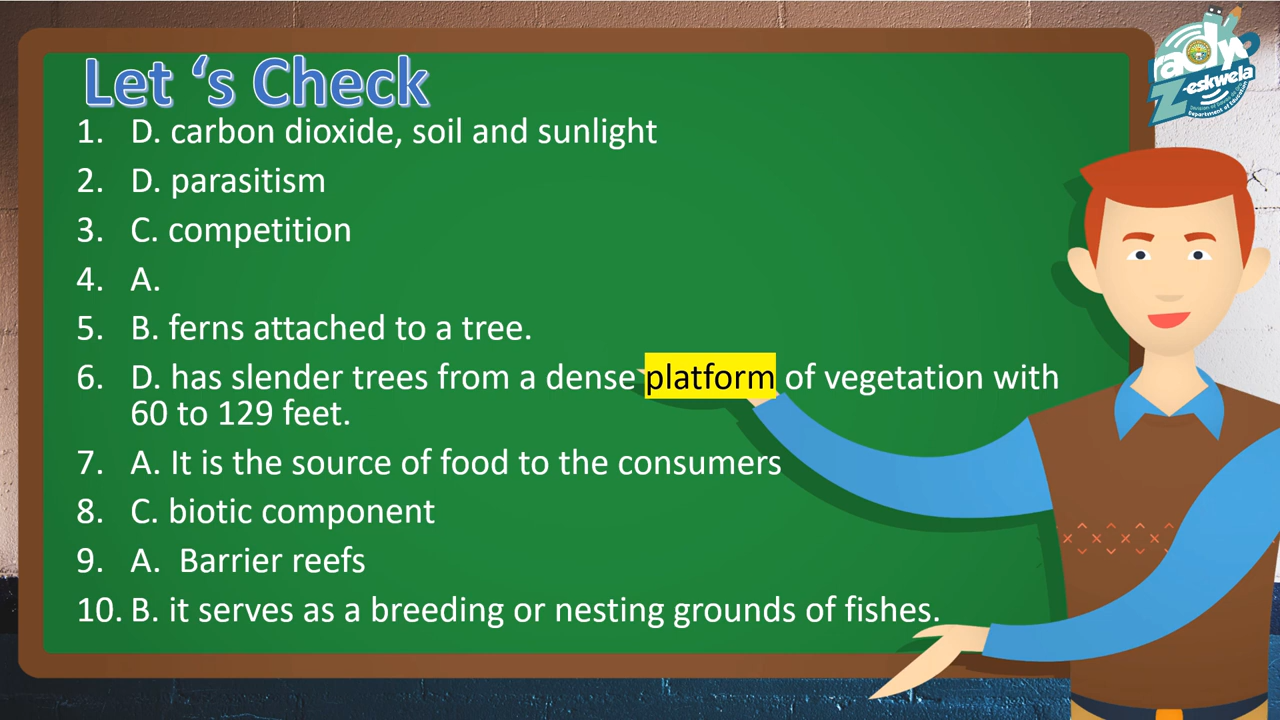 Let ‘s Check
1. D. carbon dioxide, soil and sunlight
2. D. parasitism
3. C. competition
4. A.
5. B. ferns attached to a tree.
6. D. has slender trees from a dense platform of vegetation with
60 to 129 feet.
7. A. It is the source of food to the consumers
8. C. biotic component
9. A. Barrier reefs
10. B. it serves as a breeding or nesting grounds of fishes.
Z-eskwela
Department of Education